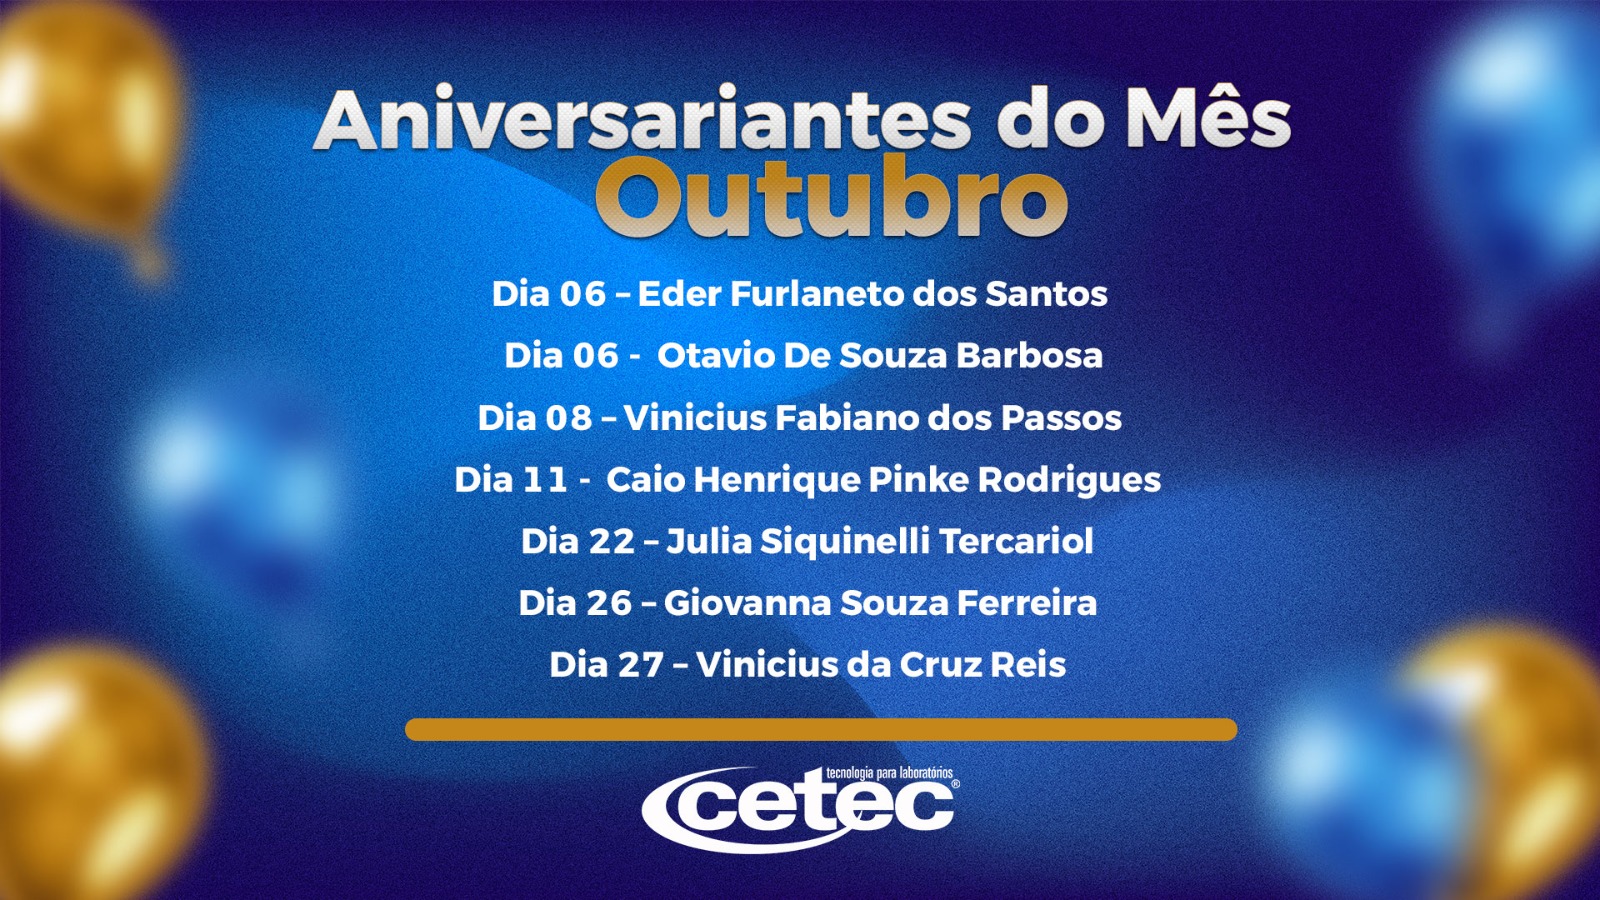 Aniversariantes do Mês
Outubro
Dia 06 – Eder Furlaneto dos Santos
Dia 06 -  Otavio De Souza Barbosa
Dia 08 – Vinicius Fabiano dos Passos
Dia 11 -  Caio Henrique Pinke Rodrigues
Dia 22 – Julia Siquinelli Tercariol
Dia 26 – Giovanna Souza Ferreira
Dia 27 – Vinicius da Cruz Reis
tecnologia para laboratórios
cetec®